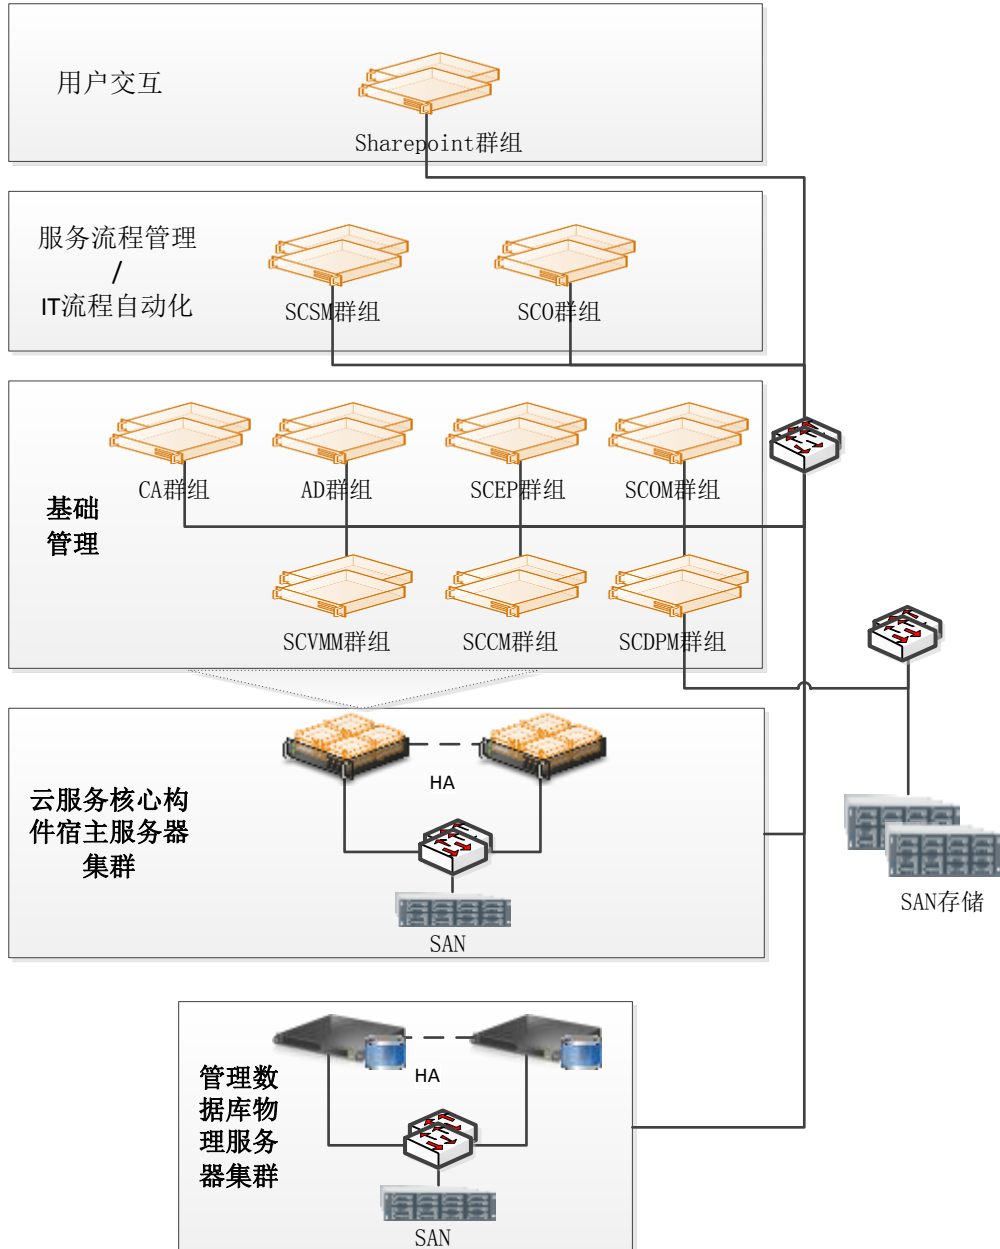 用户交互
Sharepoint群组
服务流程管理
/
IT流程自动化
SCSM群组
SCO群组
CA群组
AD群组
SCEP群组
SCOM群组
基础
管理
SCVMM群组
SCCM群组
SCDPM群组
云服务核心构
件宿主服务器
集群
HA
SAN
SAN存储
管理数
据库物
理服务
器集群
HA
SAN